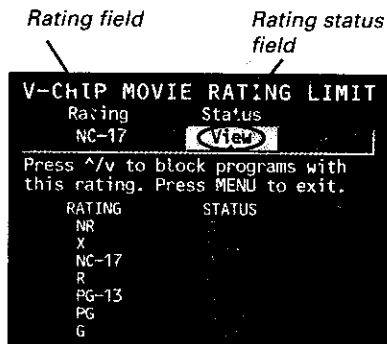 Rating field Rating status
field
V-CHIP MOVIE RATING LIMIT
Rating Status
NC-17 View
Press ^/v to block programs with
this rating. Press MENU to exit.
RATING STATUS
NR
X
NC-17
R
PG-13
PG
G